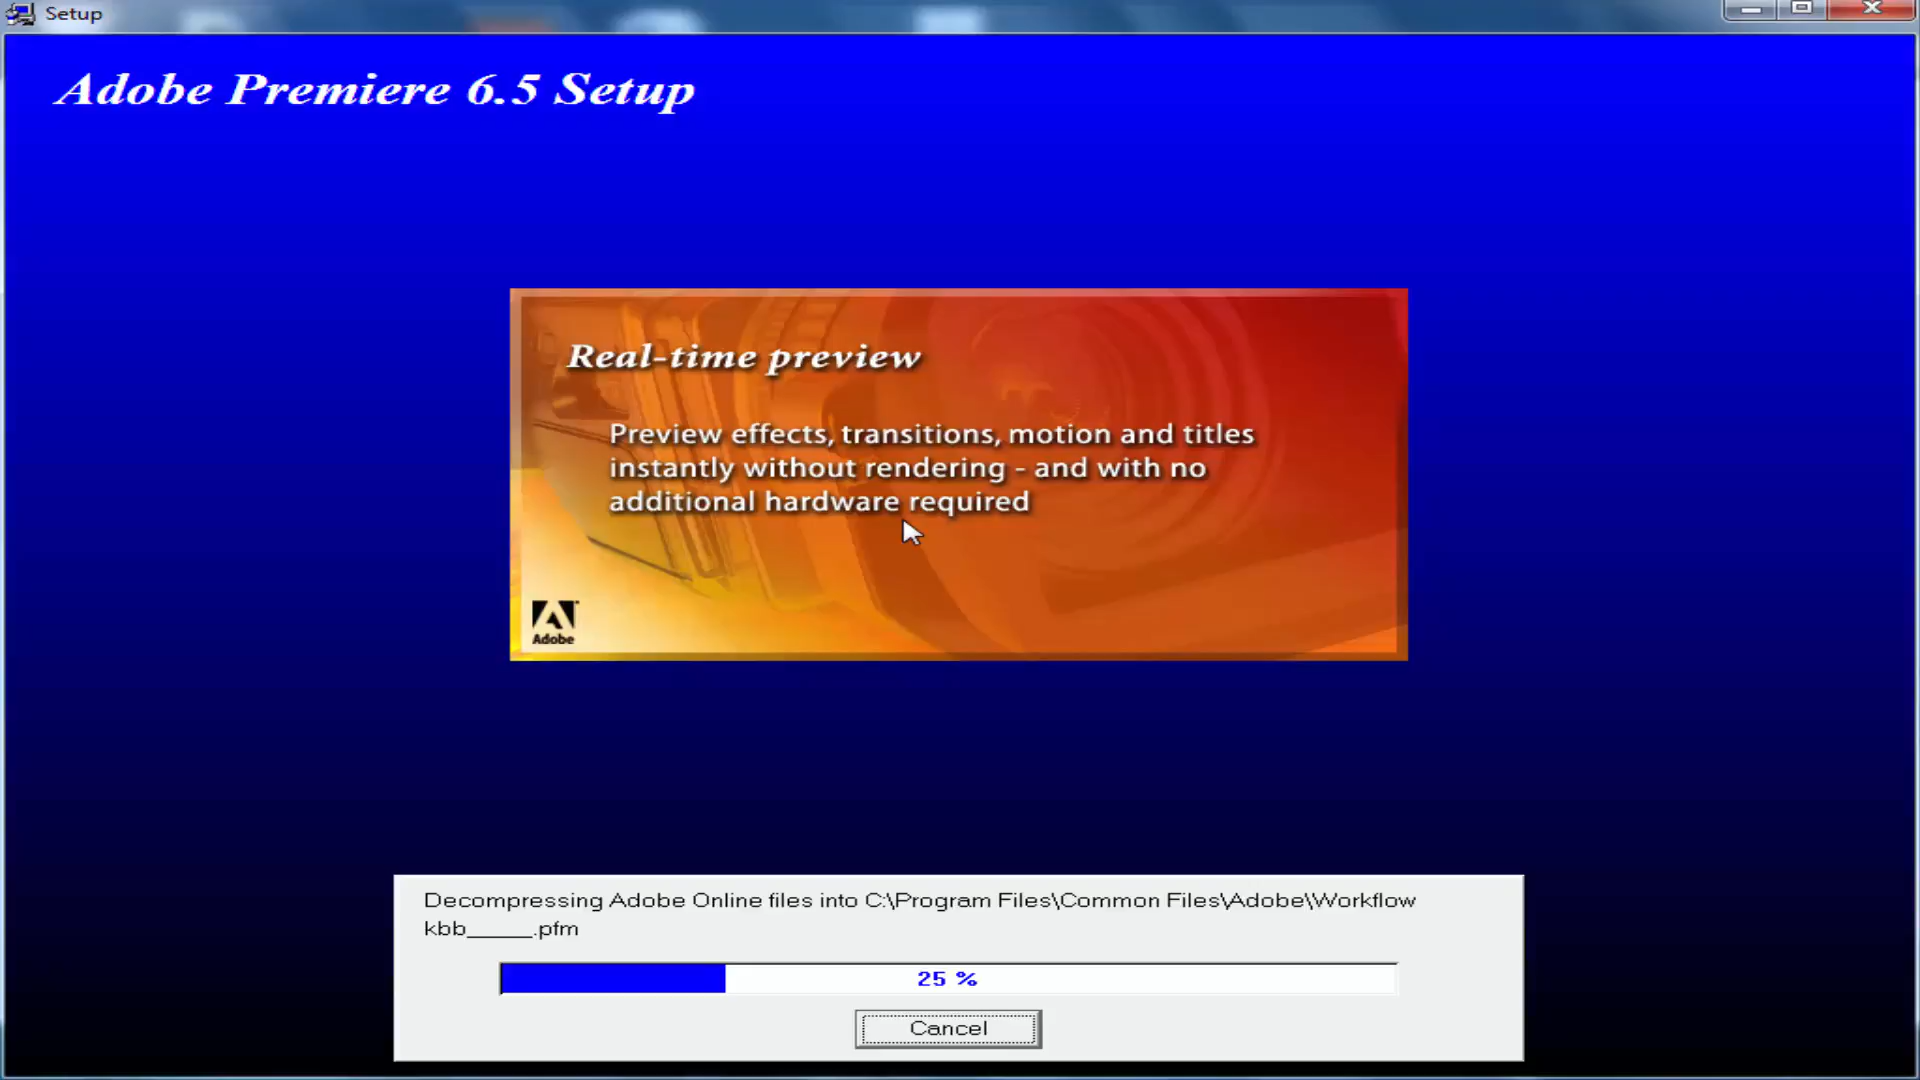 Setup
Adobe Premiere 6.5 Setup
Real-time preview
Preview effects, transitions, motion and titles
instantly without rendering - and with no
additional hardware required
Adobe
Decompressing Adobe Online files into C:\Program Files\Common Files\Adobe\Workflow
kbb_____.pfm
25 %
Cancel